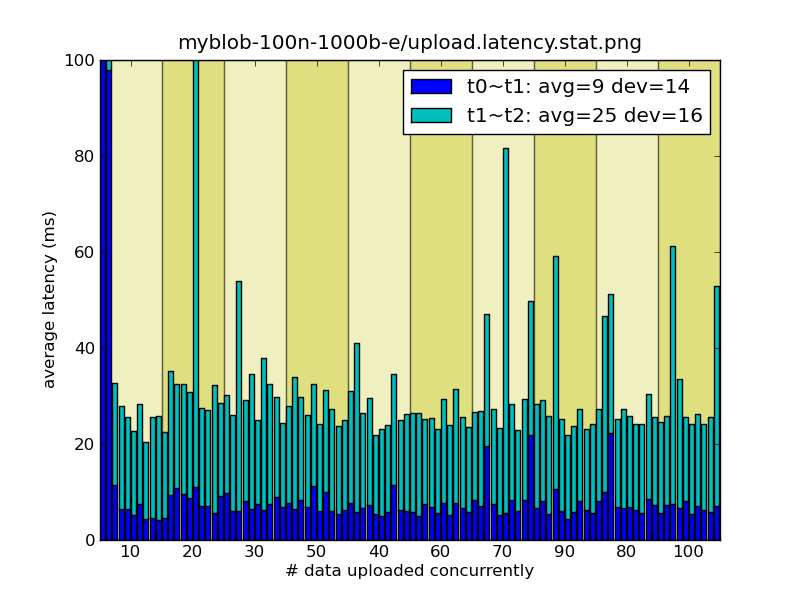 myblob-100n-1000b-e/upload.latency.stat.png
t0~t1: avg=9 dev=14
t1~t2: avg=25 dev=16
100
80
60
40
20
0
average latency (ms)
10 20 30 50 40 60 70 90 80 100
# data uploaded concurrently